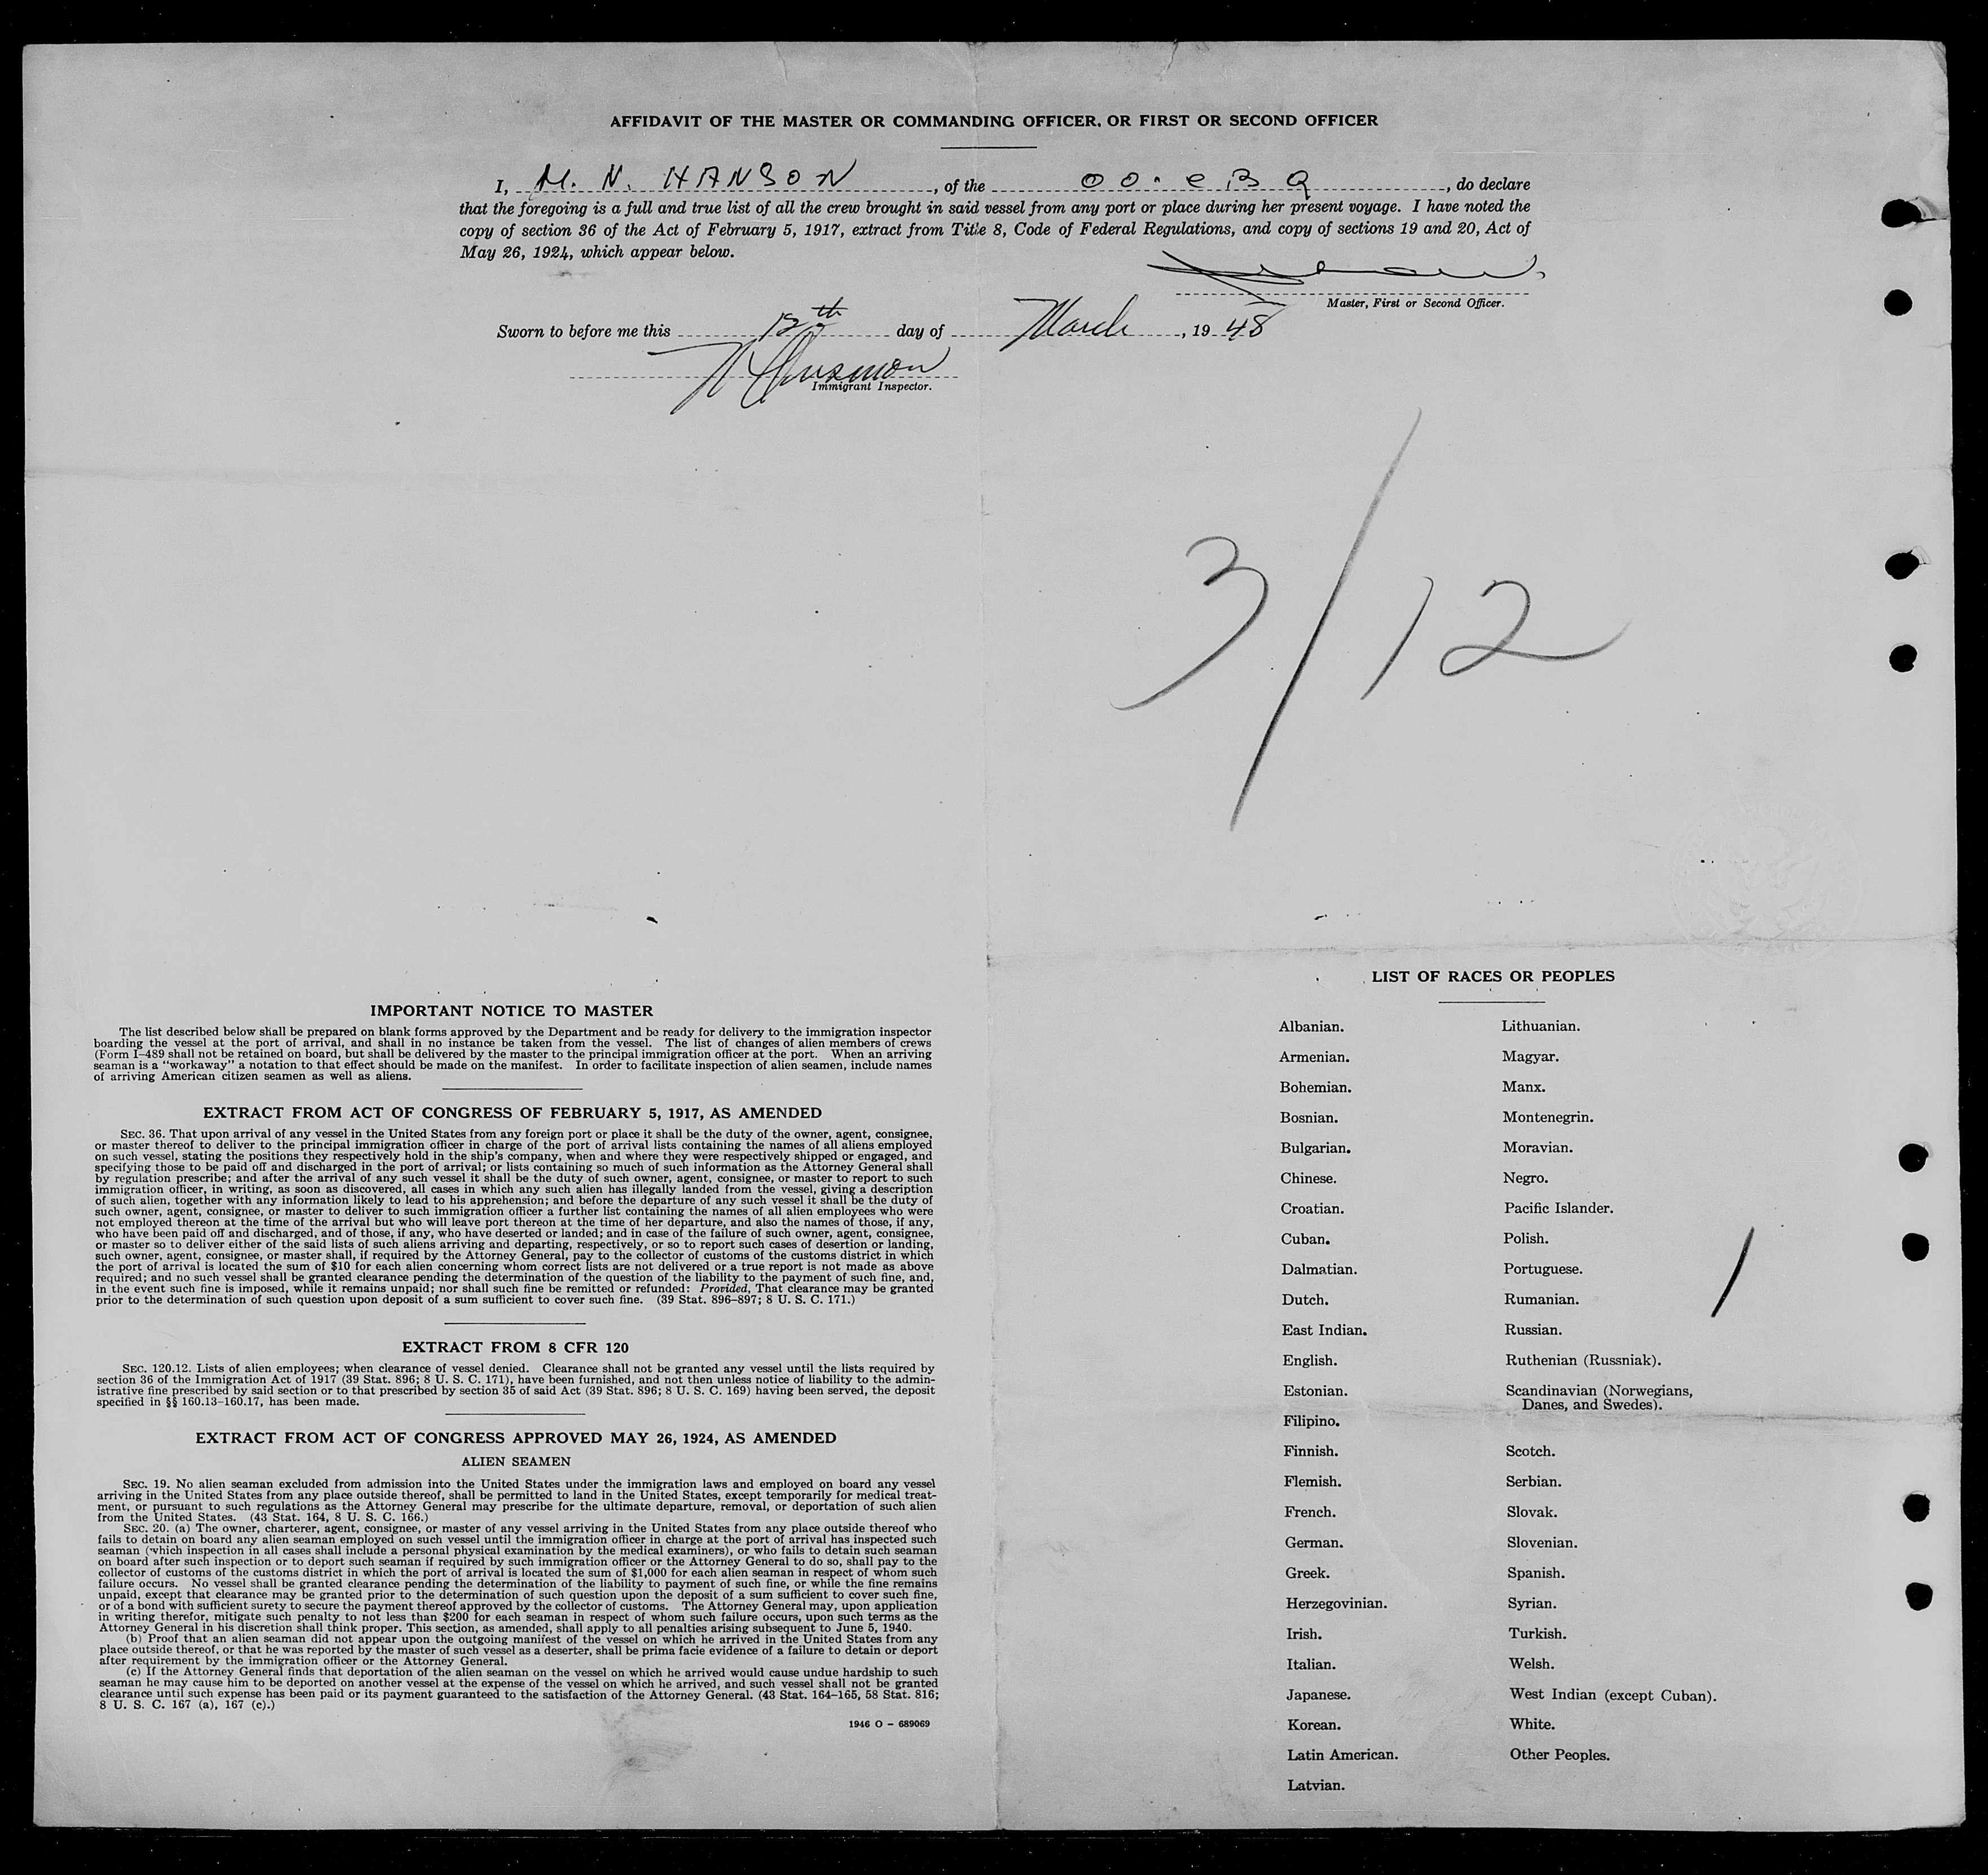 AFFIDAVIT OF THE MASTER OR COMMANDING OFFICER, OR FIRST OR SECOND OFFICER
I, M. N. HANSON, of the OO-CBQ, do declare
that the foregoing is a full and true list of all the crew brought in said vessel from any port or place during her present voyage. I have noted the
copy of section 36 of the Act of February 5, 1917, extract from Title 8, Code of Federal Regulations, and copy of sections 19 and 20, Act of
May 26, 1924, which appear below.
Master, First or Second Officer.
Sworn to before me this 12th day of March, 1948
Immigrant Inspector.
3/12
IMPORTANT NOTICE TO MASTER
The list described below shall be prepared on blank forms approved by the Department and be ready for delivery to the immigration inspector
boarding the vessel at the port of arrival, and shall in no instance be taken from the vessel. The list of changes of alien members of crews
(Form I-489 shall not be retained on board, but shall be delivered by the master to the principal immigration officer at the port. When an arriving
seaman is a "workaway" a notation to that effect should be made on the manifest. In order to facilitate inspection of alien seamen, include names
of arriving American citizen seamen as well as aliens.
EXTRACT FROM ACT OF CONGRESS OF FEBRUARY 5, 1917, AS AMENDED
SEC. 36. That upon arrival of any vessel in the United States from any foreign port or place it shall be the duty of the owner, agent, consignee,
or master thereof to deliver to the principal immigration officer in charge of the port of arrival lists containing the names of all aliens employed
on such vessel, stating the positions they respectively hold in the ship's company, when and where they were respectively shipped or engaged, and
specifying those to be paid off and discharged in the port of arrival; or lists containing so much of such information as the Attorney General shall
by regulation prescribe; and after the arrival of any such vessel it shall be the duty of such owner, agent, consignee, or master to report to such
immigration officer, in writing, as soon as discovered, all cases in which any such alien has illegally landed from the vessel, giving a description
of such alien, together with any information likely to lead to his apprehension; and before the departure of any such vessel it shall be the duty of
such owner, agent, consignee, or master to deliver to such immigration officer a further list containing the names of all alien employees who were
not employed thereon at the time of the arrival but who will leave port thereon at the time of her departure, and also the names of those, if any,
who have been paid off and discharged, and of those, if any, who have deserted or landed; and in case of the failure of such owner, agent, consignee,
or master so to deliver either of the said lists of such aliens arriving and departing, respectively, or so to report such cases of desertion or landing,
such owner, agent, consignee, or master shall, if required by the Attorney General, pay to the collector of customs of the customs district in which
the port of arrival is located the sum of $10 for each alien concerning whom correct lists are not delivered or a true report is not made as above
required; and no such vessel shall be granted clearance pending the determination of the question of the liability to the payment of such fine, and,
in the event such fine is imposed, while it remains unpaid; nor shall such fine be remitted or refunded: Provided, That clearance may be granted
prior to the determination of such question upon deposit of a sum sufficient to cover such fine. (39 Stat. 896–897; 8 U. S. C. 171.)
EXTRACT FROM 8 CFR 120
SEC. 120.12. Lists of alien employees; when clearance of vessel denied. Clearance shall not be granted any vessel until the lists required by
section 36 of the Immigration Act of 1917 (39 Stat. 896; 8 U. S. C. 171), have been furnished, and not then unless notice of liability to the admin-
istrative fine prescribed by said section or to that prescribed by section 35 of said Act (39 Stat. 896; 8 U. S. C. 169) having been served, the deposit
specified in §§ 160.13–160.17, has been made.
EXTRACT FROM ACT OF CONGRESS APPROVED MAY 26, 1924, AS AMENDED
ALIEN SEAMEN
SEC. 19. No alien seaman excluded from admission into the United States under the immigration laws and employed on board any vessel
arriving in the United States from any place outside thereof, shall be permitted to land in the United States, except temporarily for medical treat-
ment, or pursuant to such regulations as the Attorney General may prescribe for the ultimate departure, removal, or deportation of such alien
from the United States. (43 Stat. 164, 8 U. S. C. 166.)
SEC. 20. (a) The owner, charterer, agent, consignee, or master of any vessel arriving in the United States from any place outside thereof who
fails to detain on board any alien seaman employed on such vessel until the immigration officer in charge at the port of arrival has inspected such
seaman (which inspection in all cases shall include a personal physical examination by the medical examiners), or who fails to detain such seaman
on board after such inspection or to deport such seaman if required by such immigration officer or the Attorney General to do so, shall pay to the
collector of customs of the customs district in which the port of arrival is located the sum of $1,000 for each alien seaman in respect of whom such
failure occurs. No vessel shall be granted clearance pending the determination of the liability to payment of such fine, or while the fine remains
unpaid, except that clearance may be granted prior to the determination of such question upon the deposit of a sum sufficient to cover such fine,
or of a bond with sufficient surety to secure the payment thereof approved by the collector of customs. The Attorney General may, upon application
in writing therefor, mitigate such penalty to not less than $200 for each seaman in respect of whom such failure occurs, upon such terms as the
Attorney General in his discretion shall think proper. This section, as amended, shall apply to all penalties arising subsequent to June 5, 1940.
(b) Proof that an alien seaman did not appear upon the outgoing manifest of the vessel on which he arrived in the United States from any
place outside thereof, or that he was reported by the master of such vessel as a deserter, shall be prima facie evidence of a failure to detain or deport
after requirement by the immigration officer or the Attorney General.
(c) If the Attorney General finds that deportation of the alien seaman on the vessel on which he arrived would cause undue hardship to such
seaman he may cause him to be deported on another vessel at the expense of the vessel on which he arrived, and such vessel shall not be granted
clearance until such expense has been paid or its payment guaranteed to the satisfaction of the Attorney General. (43 Stat. 164–165, 58 Stat. 816;
8 U. S. C. 167 (a), 167 (c).)
1946 O - 689069
LIST OF RACES OR PEOPLES
Albanian.
Armenian.
Bohemian.
Bosnian.
Bulgarian.
Chinese.
Croatian.
Cuban.
Dalmatian.
Dutch.
East Indian.
English.
Estonian.
Filipino.
Finnish.
Flemish.
French.
German.
Greek.
Herzegovinian.
Irish.
Italian.
Japanese.
Korean.
Latin American.
Latvian.
Lithuanian.
Magyar.
Manx.
Montenegrin.
Moravian.
Negro.
Pacific Islander.
Polish.
Portuguese.
Rumanian.
Russian.
Ruthenian (Russniak).
Scandinavian (Norwegians,
Danes, and Swedes).
Scotch.
Serbian.
Slovak.
Slovenian.
Spanish.
Syrian.
Turkish.
Welsh.
West Indian (except Cuban).
White.
Other Peoples.